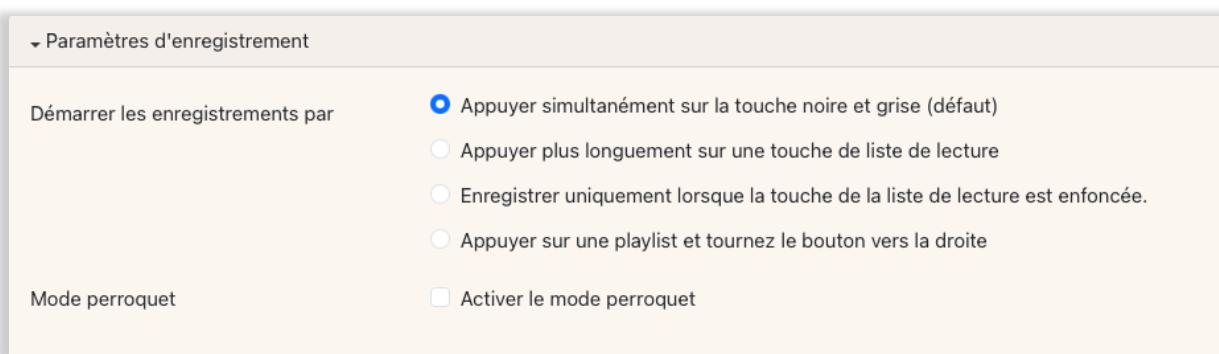 Paramètres d'enregistrement
Démarrer les enregistrements par
Appuyer simultanément sur la touche noire et grise (défaut)
Appuyer plus longuement sur une touche de liste de lecture
Enregistrer uniquement lorsque la touche de la liste de lecture est enfoncée.
Appuyer sur une playlist et tournez le bouton vers la droite
Mode perroquet
Activer le mode perroquet